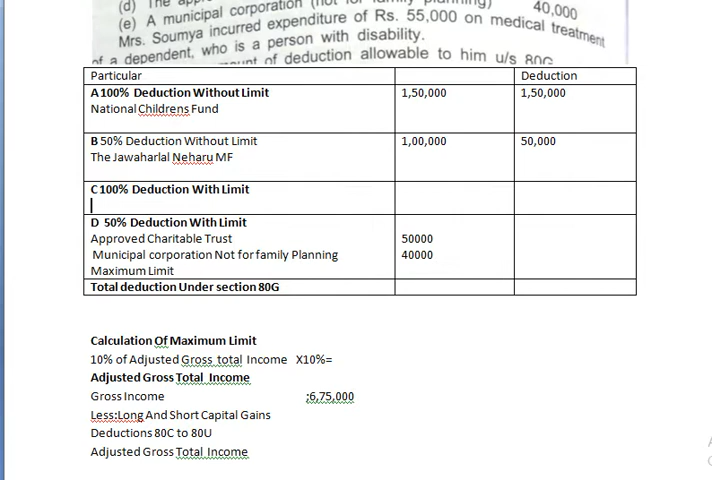 40,000
(e) A municipal corporation
Mrs. Soumya incurred expenditure of Rs. 55,000 on medical treatment
of a dependent, who is a person with disability.
of deduction allowable to him u/s 80G
Particular Deduction
A 100% Deduction Without Limit 1,50,000 1,50,000
National Childrens Fund
B 50% Deduction Without Limit 1,00,000 50,000
The Jawaharlal Neharu MF
C 100% Deduction With Limit
D 50% Deduction With Limit
Approved Charitable Trust 50000
Municipal corporation Not for family Planning 40000
Maximum Limit
Total deduction Under section 80G
Calculation Of Maximum Limit
10% of Adjusted Gross total Income X10%=
Adjusted Gross Total Income
Gross Income :6,75,000
Less:Long And Short Capital Gains
Deductions 80C to 80U
Adjusted Gross Total Income